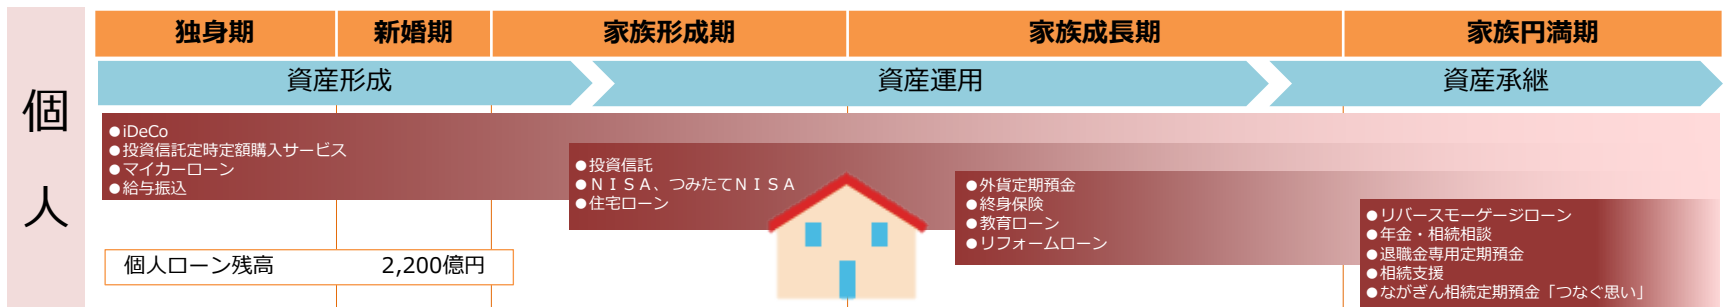 個人
独身期
新婚期
家族形成期
家族成長期
家族円満期
資産形成
資産運用
資産承継
●iDeCo
●投資信託定時定額購入サービス
●マイカーローン
●給与振込
●投資信託
●ＮＩＳＡ、つみたてＮＩＳＡ
●住宅ローン
●外貨定期預金
●終身保険
●教育ローン
●リフォームローン
●リバースモーゲージローン
●年金・相続相談
●退職金専用定期預金
●相続支援
●ながぎん相続定期預金「つなぐ思い」
個人ローン残高 2,200億円